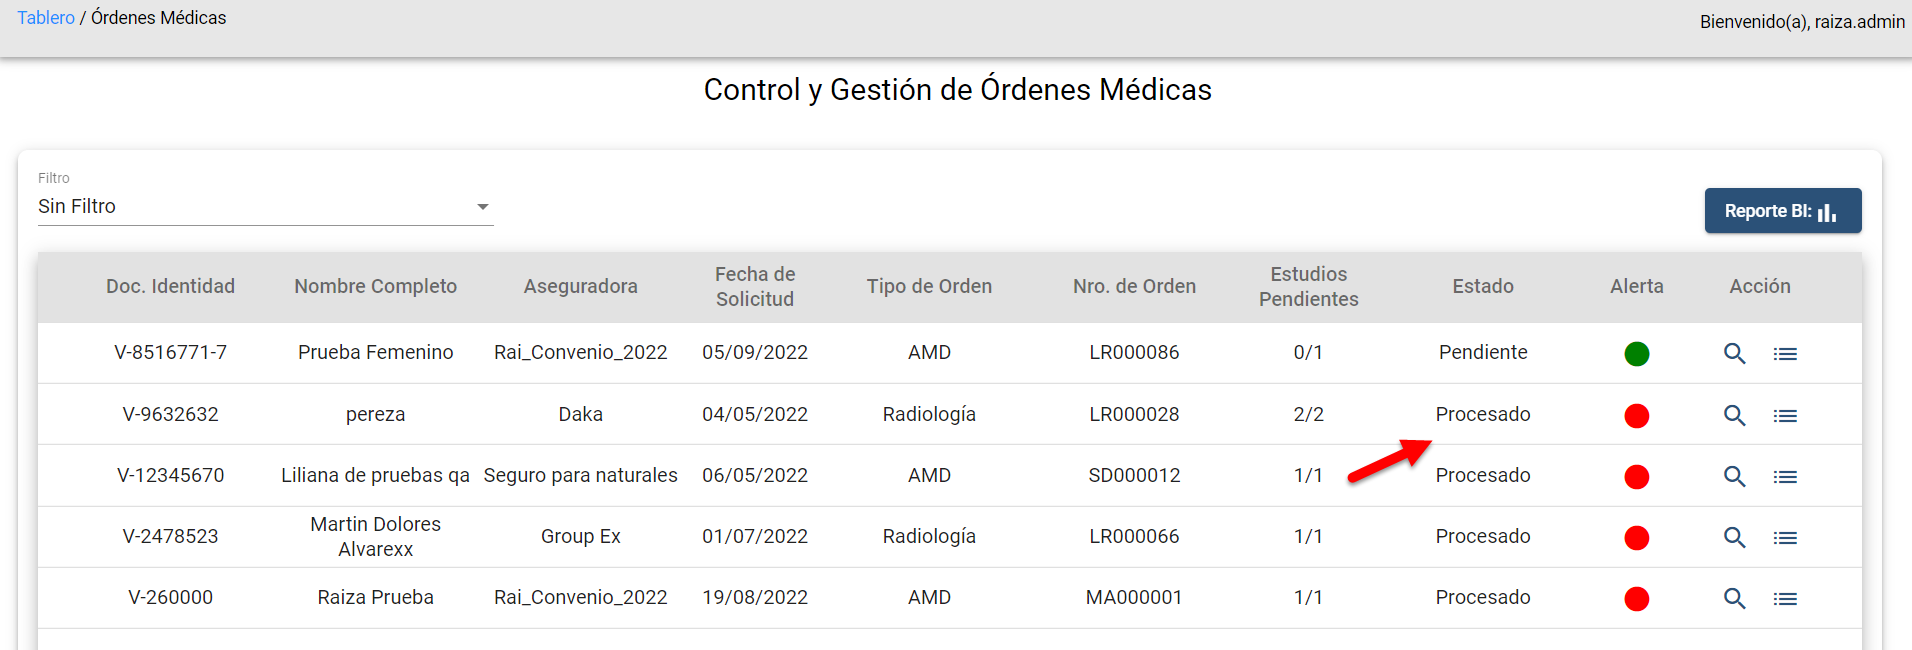 Tablero / Órdenes Médicas
Bienvenido(a), raiza.admin
Control y Gestión de Órdenes Médicas
Filtro
Sin Filtro
Reporte BI:
Doc. Identidad Nombre Completo Aseguradora Fecha de Solicitud Tipo de Orden Nro. de Orden Estudios Pendientes Estado Alerta Acción
V-8516771-7 Prueba Femenino Rai_Convenio_2022 05/09/2022 AMD LR000086 0/1 Pendiente
V-9632632 pereza Daka 04/05/2022 Radiología LR000028 2/2 Procesado
V-12345670 Liliana de pruebas qa Seguro para naturales 06/05/2022 AMD SD000012 1/1 Procesado
V-2478523 Martin Dolores Alvarexx Group Ex 01/07/2022 Radiología LR000066 1/1 Procesado
V-260000 Raiza Prueba Rai_Convenio_2022 19/08/2022 AMD MA000001 1/1 Procesado